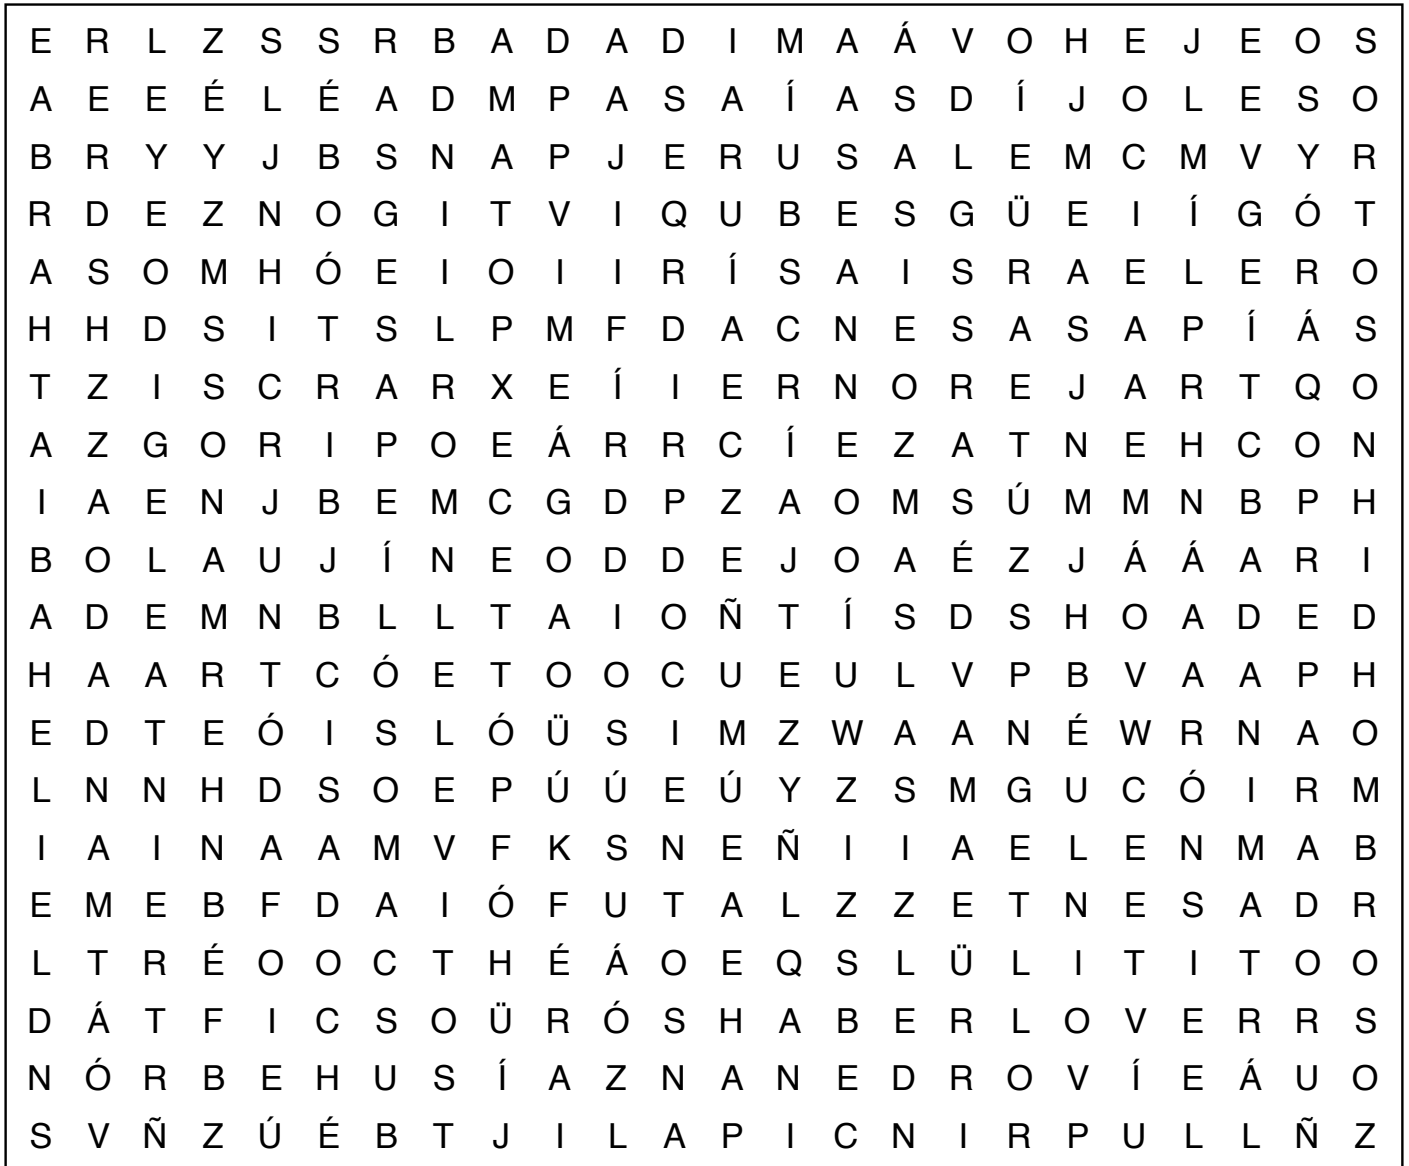 E R L Z S S R B A D A D I M A Á V O H E J E O S
A E E É L É A D M P A S A Í A S D Í J O L E S O
B R Y Y J B S N A P J E R U S A L E M C M V Y R
R D E Z N O G I T V I Q U B E S G Ü E I Í G Ó T
A S O M H Ó E I O I I R Í S A I S R A E L E R O
H H D S I T S L P M F D A C N E S A S A P Í Á S
T Z I S C R A R X E Í I E R N O R E J A R T Q O
A Z G O R I P O E Á R R C Í E Z A T N E H C O N
I A E N J B E M C G D P Z A O M S Ú M M N B P H
B O L A U J Í N E O D D E J O A É Z J Á Á A R I
A D E M N B L L T A I O Ñ T Í S D S H O A D E D
H A A R T C Ó E T O O C U E U L V P B V A A P H
E D T E Ó I S L Ó Ü S I M Z W A A N É W R N A O
L N N H D S O E P Ú Ú E Ú Y Z S M G U C Ó I R M
I A I N A A M V F K S N E Ñ I I A E L E N M A B
E M E B F D A I Ó F U T A L Z Z E T N E S A D R
L T R É O O C T H É Á O E Q S L Ü L I T I T O O
D Á T F I C S O Ü R Ó S H A B E R L O V E R R S
N Ó R B E H U S Í A Z N A N E D R O V Í E Á U O
S V Ñ Z Ú É B T J I L A P I C N I R P U L L Ñ Z